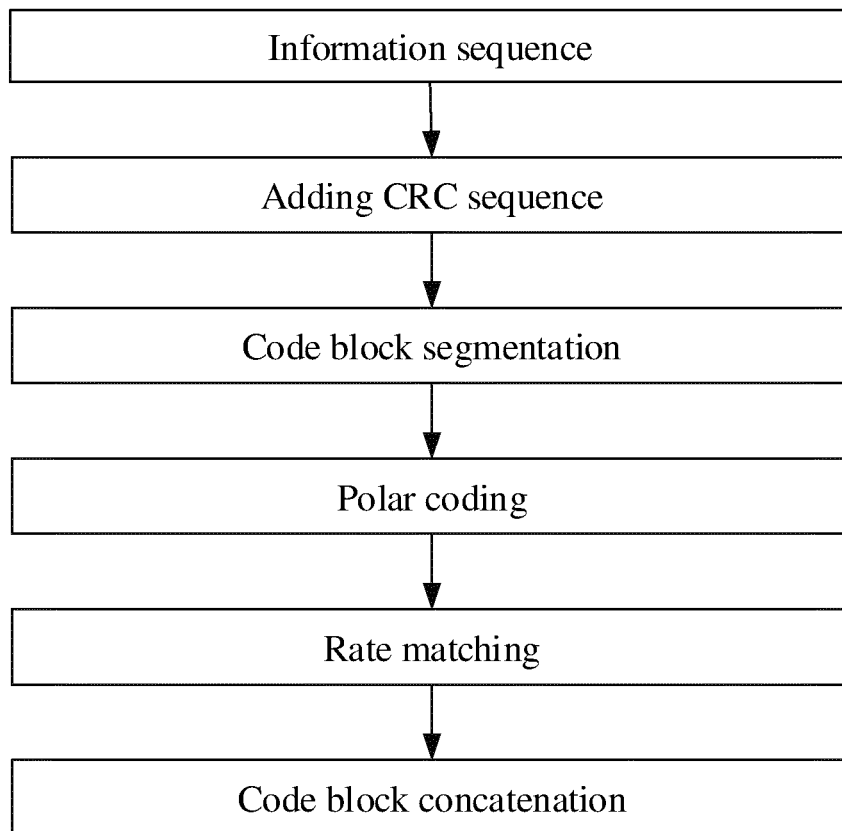 Information sequence
Adding CRC sequence
Code block segmentation
Polar coding
Rate matching
Code block concatenation